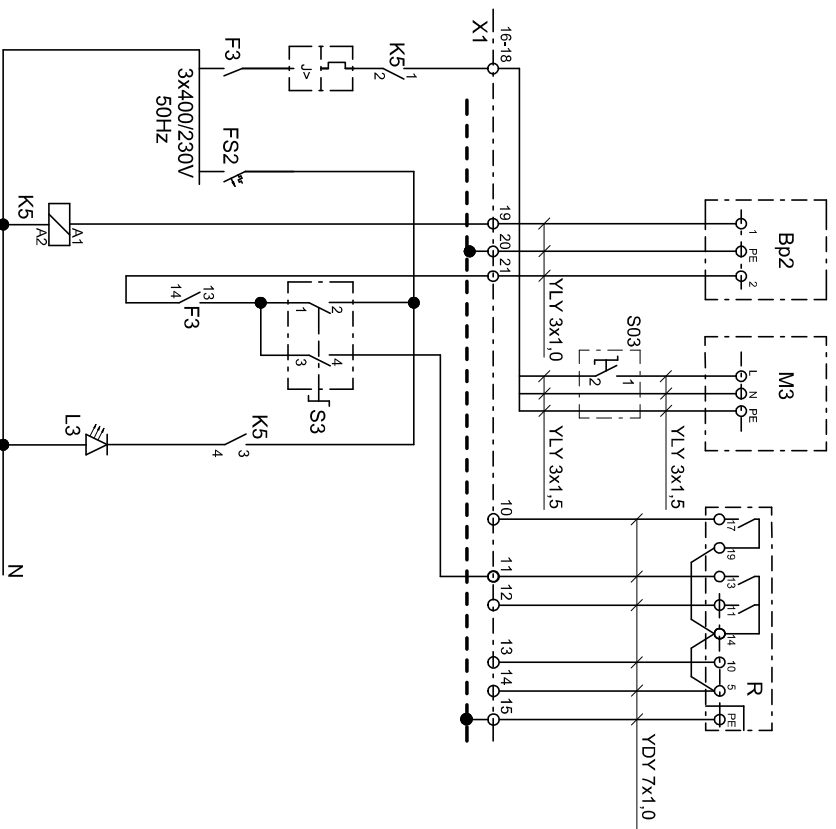 Bp2
1
PE
2
M3
L
N
PE
R
17
19
13
11
14
10
5
PE
YLY 3x1,0
S03
2
1
YLY 3x1,5
YLY 3x1,5
YDY 7x1,0
X1
16-18
19
20
21
10
11
12
13
14
15
F3
J>
K5
2
1
3x400/230V
50Hz
FS2
K5
A1
A2
14
13
F3
1
2
3
4
S3
L3
K5
4
3
N